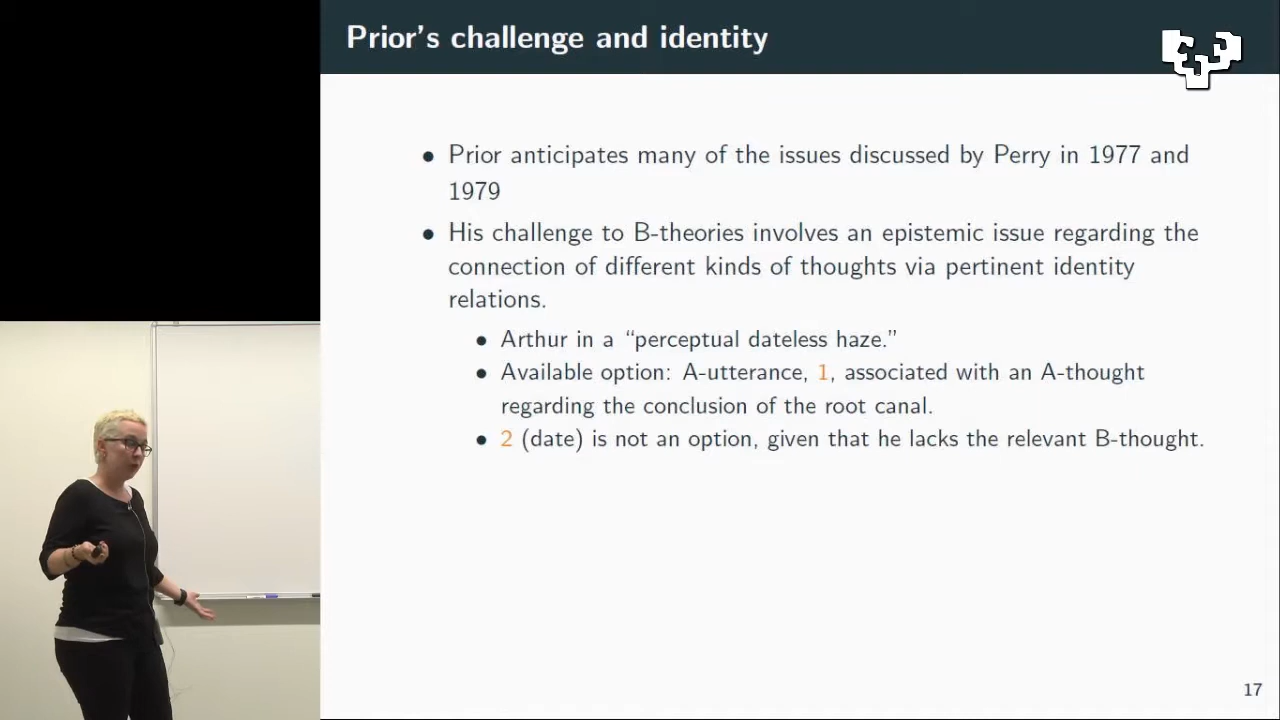 Prior's challenge and identity
• Prior anticipates many of the issues discussed by Perry in 1977 and
1979
• His challenge to B-theories involves an epistemic issue regarding the
connection of different kinds of thoughts via pertinent identity
relations.
• Arthur in a “perceptual dateless haze.”
• Available option: A-utterance, 1, associated with an A-thought
regarding the conclusion of the root canal.
• 2 (date) is not an option, given that he lacks the relevant B-thought.
17